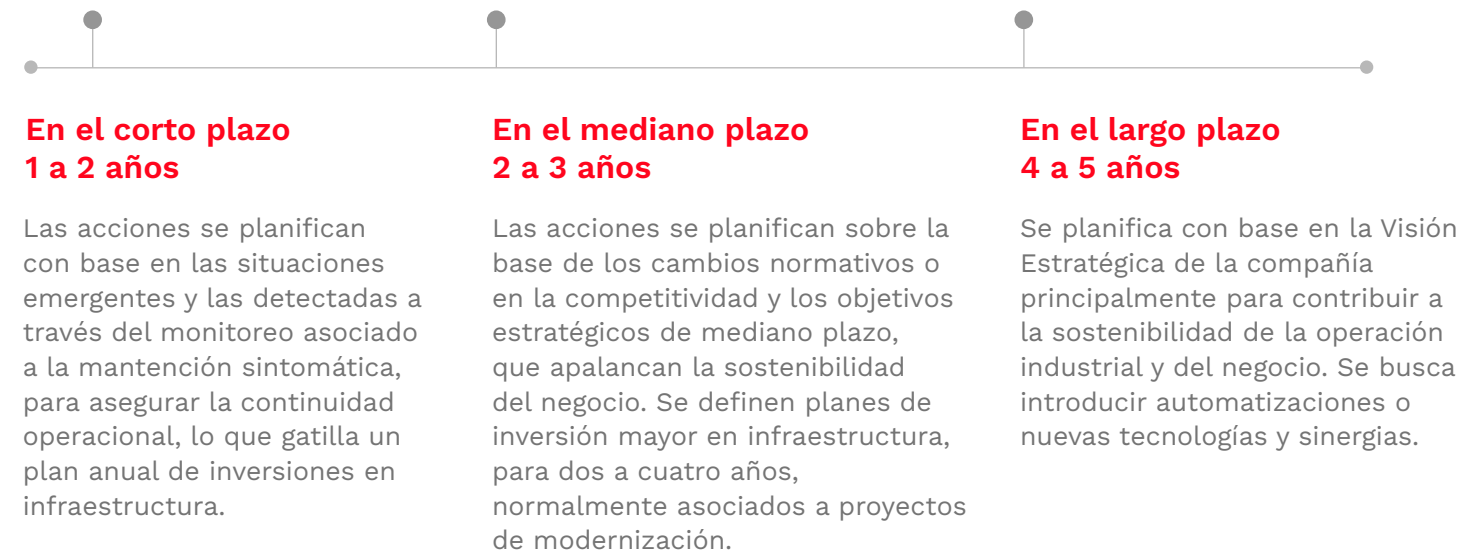 En el corto plazo
1 a 2 años
Las acciones se planifican
con base en las situaciones
emergentes y las detectadas a
través del monitoreo asociado
a la mantención sintomática,
para asegurar la continuidad
operacional, lo que gatilla un
plan anual de inversiones en
infraestructura.
En el mediano plazo
2 a 3 años
Las acciones se planifican sobre la
base de los cambios normativos o
en la competitividad y los objetivos
estratégicos de mediano plazo,
que apalancan la sostenibilidad
del negocio. Se definen planes de
inversión mayor en infraestructura,
para dos a cuatro años,
normalmente asociados a proyectos
de modernización.
En el largo plazo
4 a 5 años
Se planifica con base en la Visión
Estratégica de la compañía
principalmente para contribuir a
la sostenibilidad de la operación
industrial y del negocio. Se busca
introducir automatizaciones o
nuevas tecnologías y sinergias.